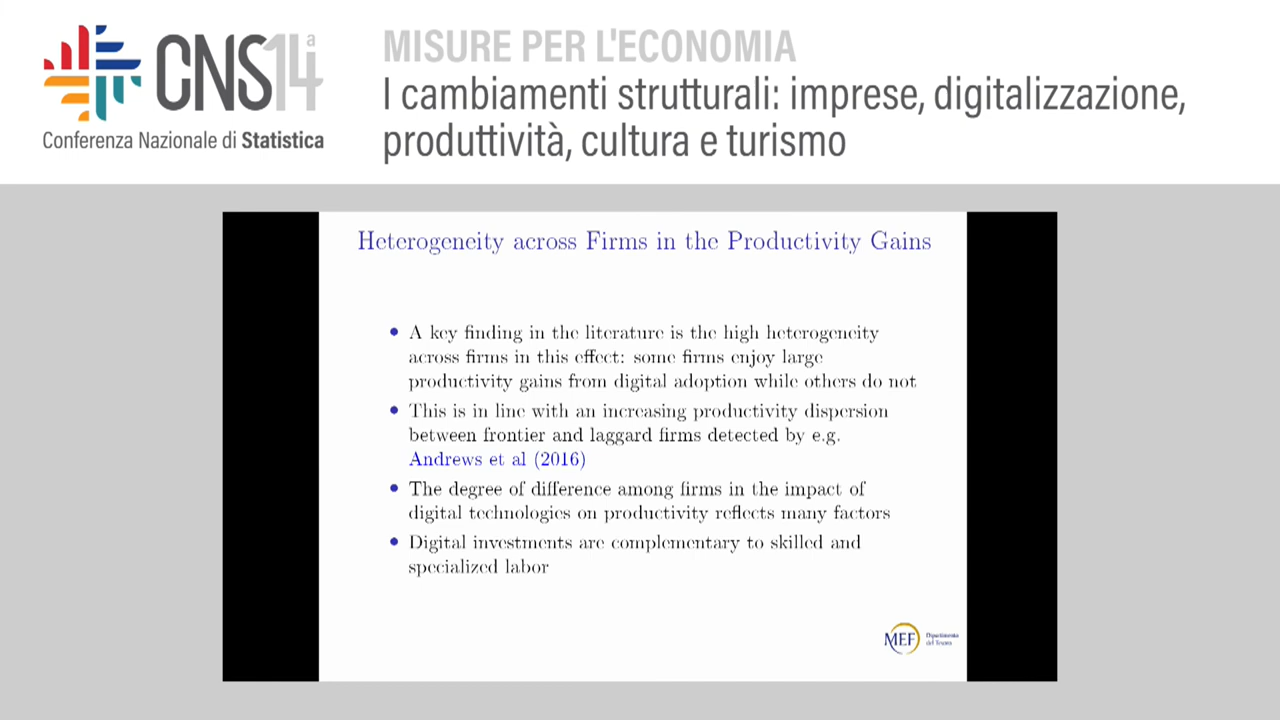 CNS14ª
Conferenza Nazionale di Statistica
MISURE PER L'ECONOMIA
I cambiamenti strutturali: imprese, digitalizzazione,
produttività, cultura e turismo
Heterogeneity across Firms in the Productivity Gains
• A key finding in the literature is the high heterogeneity
across firms in this effect: some firms enjoy large
productivity gains from digital adoption while others do not
• This is in line with an increasing productivity dispersion
between frontier and laggard firms detected by e.g.
Andrews et al (2016)
• The degree of difference among firms in the impact of
digital technologies on productivity reflects many factors
• Digital investments are complementary to skilled and
specialized labor
MEF
Dipartimento
del Tesoro